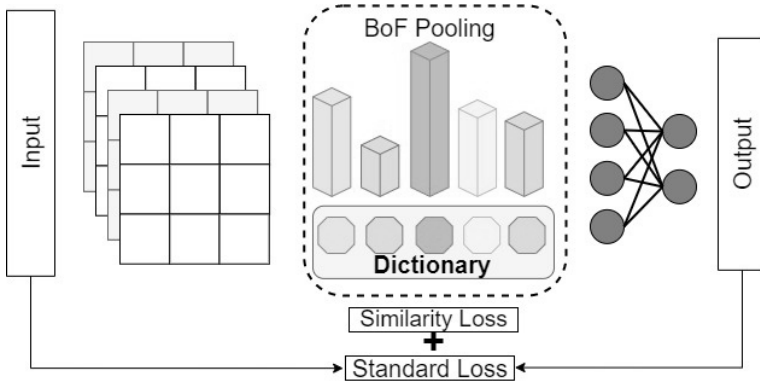 Input
BoF Pooling
Dictionary
Output
Similarity Loss
+
Standard Loss